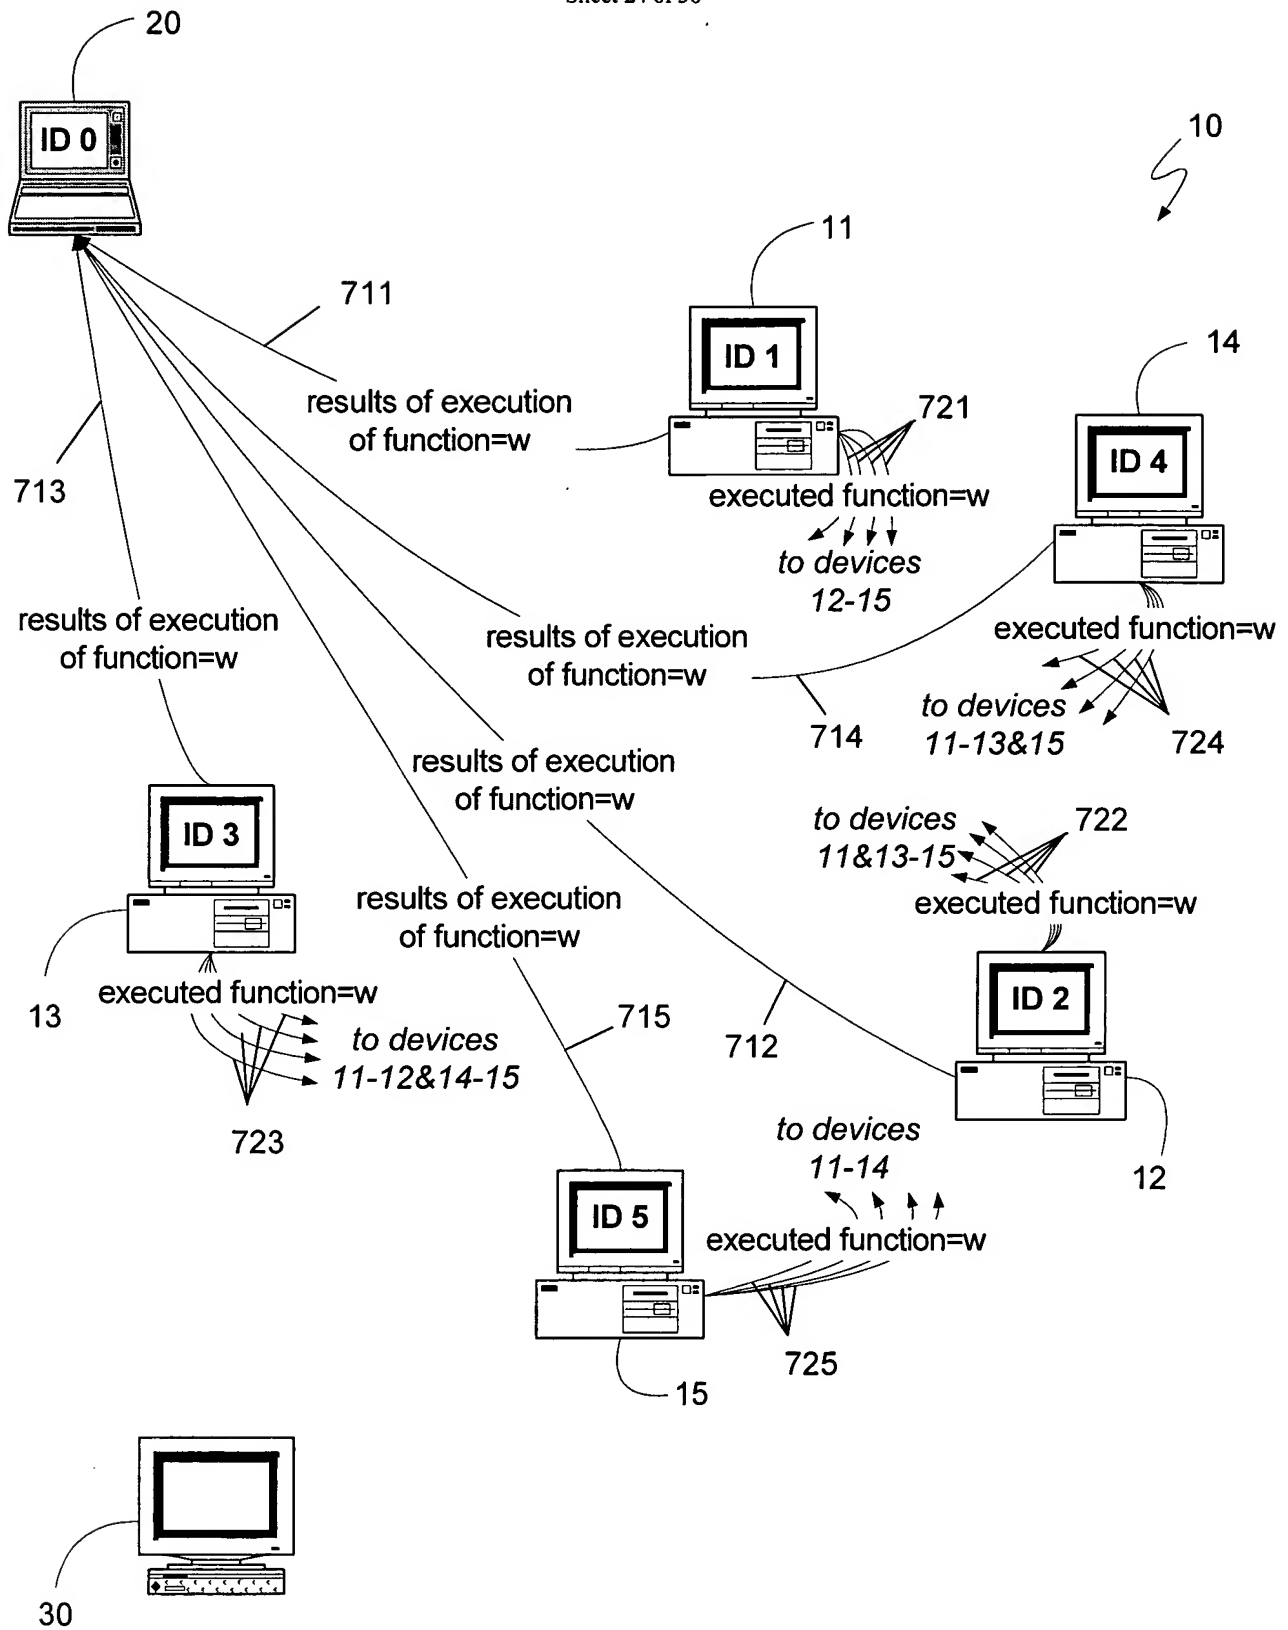 20
ID 0
10
11
711
ID 1
14
results of execution
of function=w
721
ID 4
713
executed function=w
to devices
12-15
results of execution
of function=w
results of execution
of function=w
executed function=w
to devices
11-13&15
714
724
results of execution
of function=w
to devices
11&13-15
722
ID 3
results of execution
of function=w
executed function=w
13
executed function=w
ID 2
715
712
to devices
11-12&14-15
723
to devices
11-14
12
ID 5
executed function=w
725
15
30